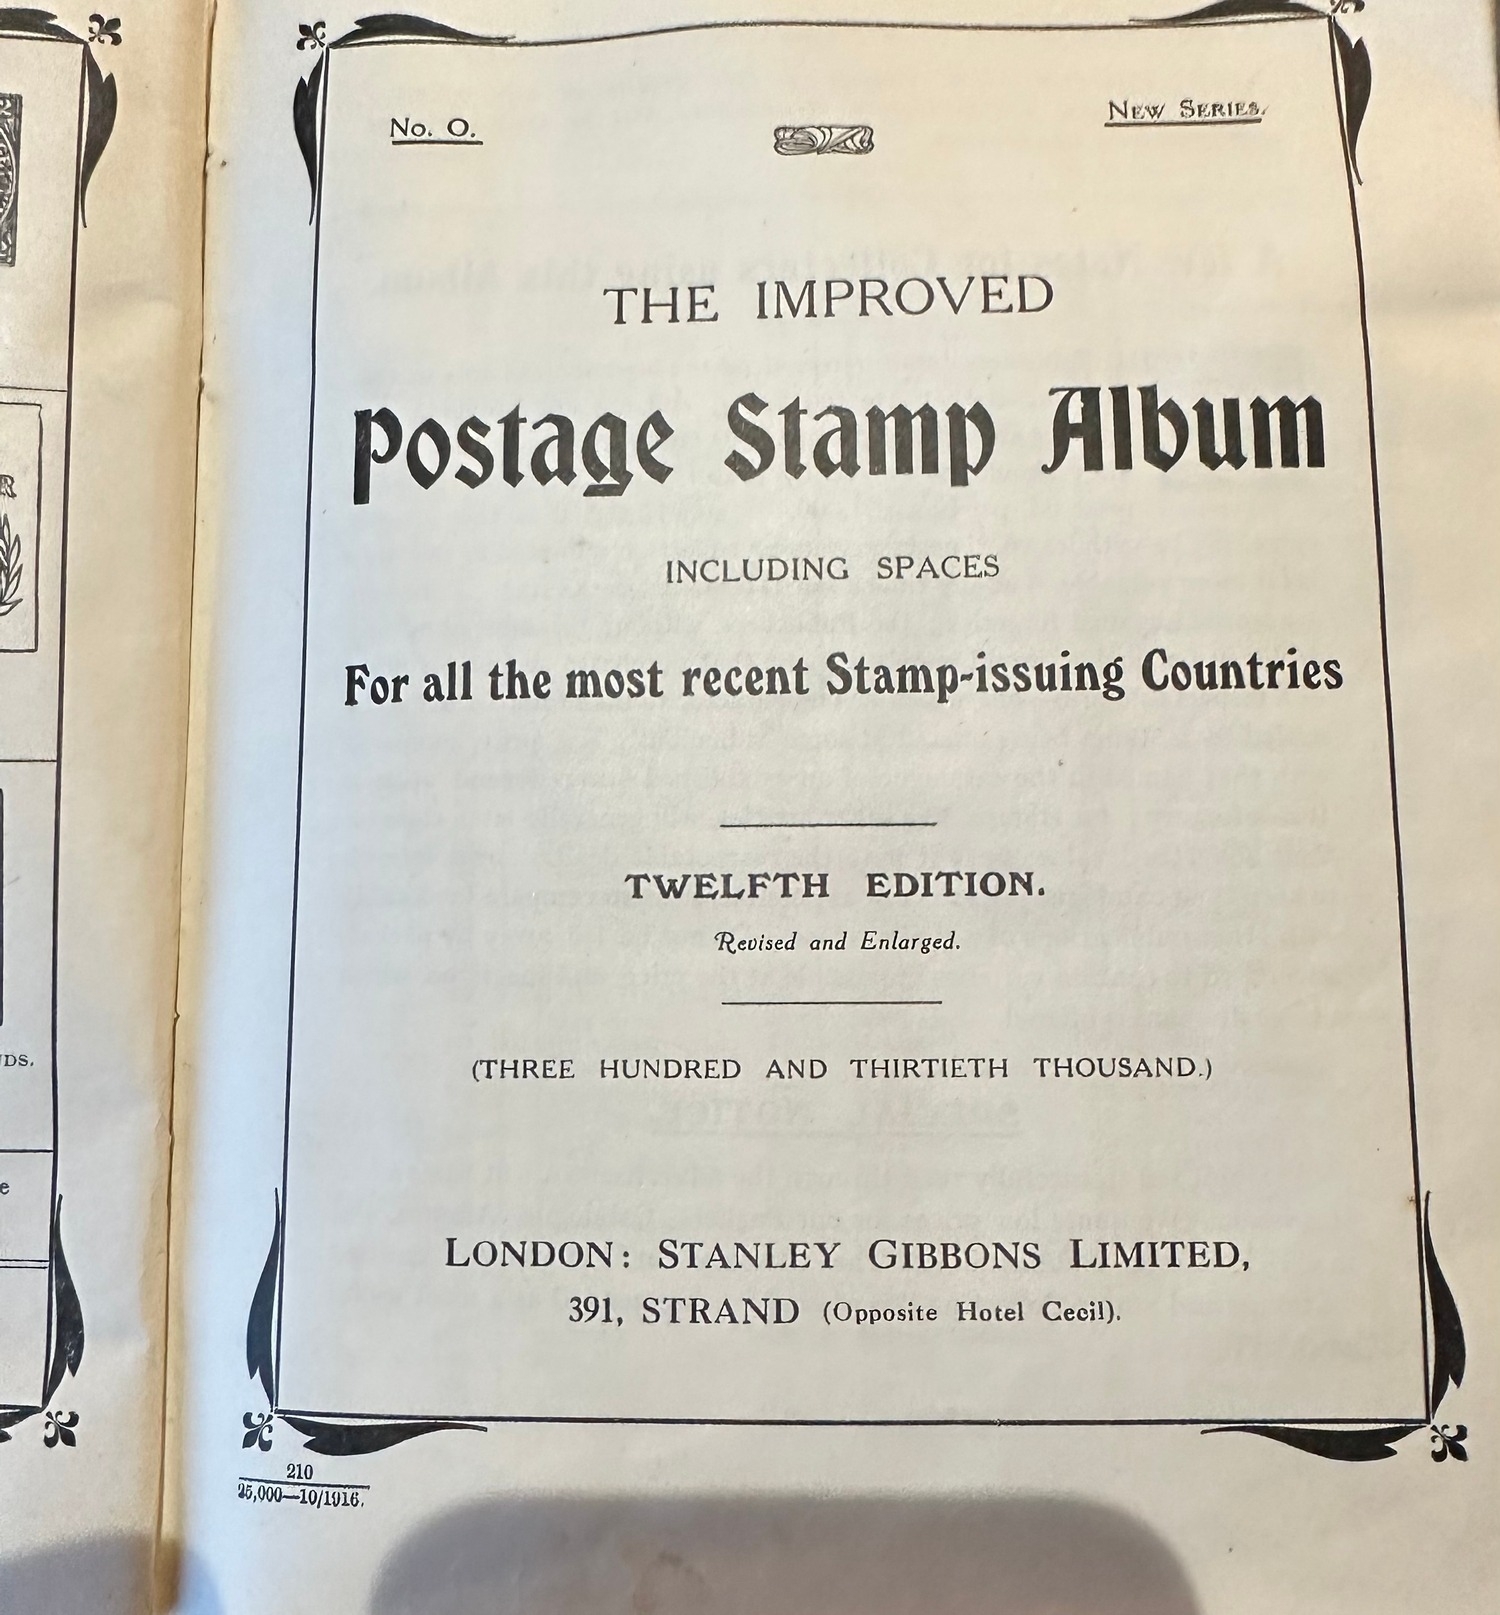 No. O.
NEW SERIES.
THE IMPROVED
Postage Stamp Album
INCLUDING SPACES
For all the most recent Stamp-issuing Countries
TWELFTH EDITION.
Revised and Enlarged.
(THREE HUNDRED AND THIRTIETH THOUSAND.)
LONDON: STANLEY GIBBONS LIMITED,
391, STRAND (Opposite Hotel Cecil).
210
25,000—10/1916.